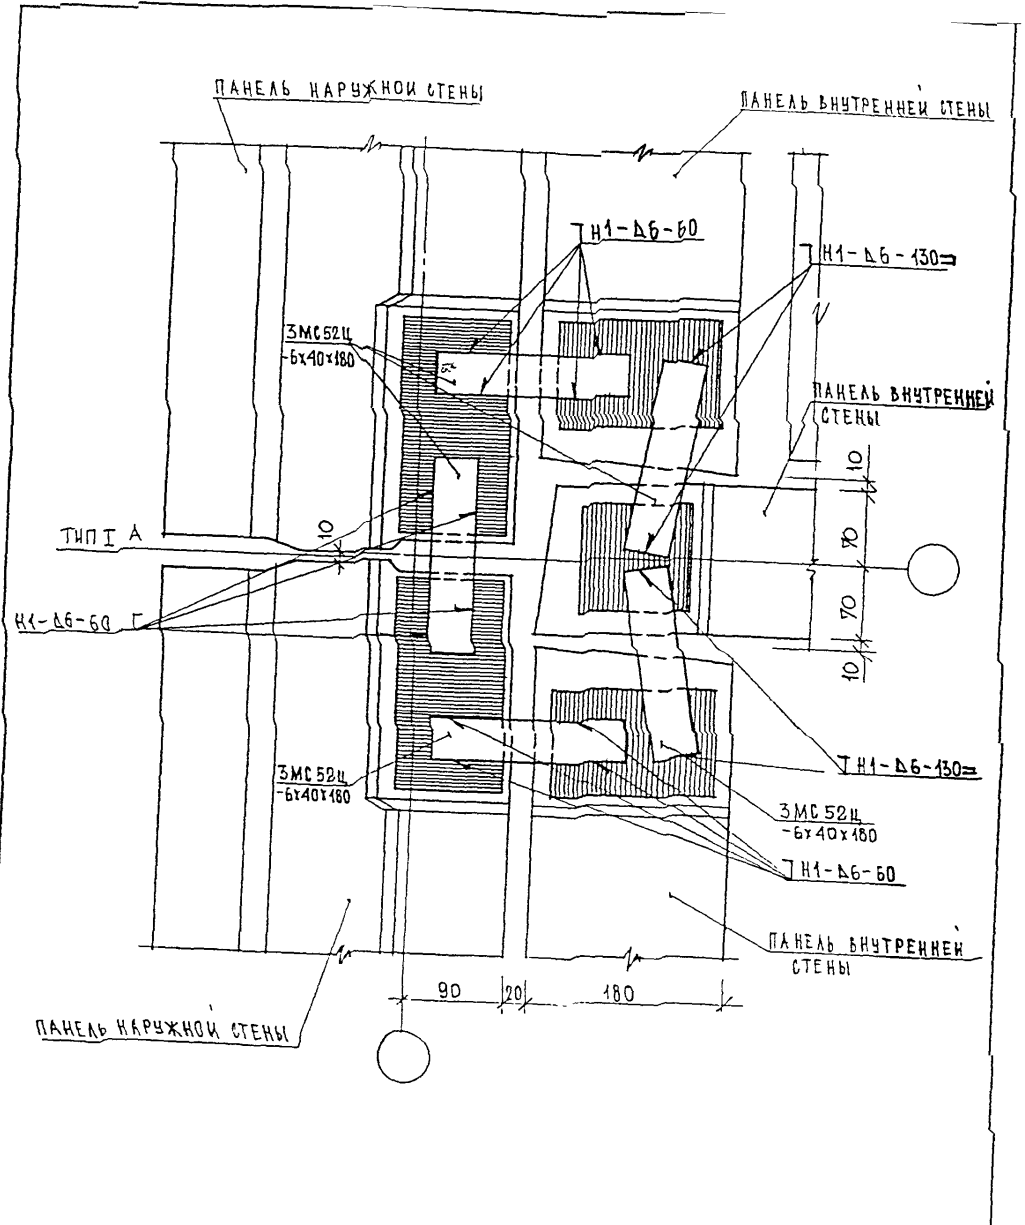 ПАНЕЛЬ НАРУЖНОЙ СТЕНЫ
ПАНЕЛЬ ВНУТРЕННЕЙ СТЕНЫ
Н1-Δ6-60
Н1-Δ6-130
3МС52Ц
-6х40х180
ПАНЕЛЬ ВНУТРЕННЕЙ
СТЕНЫ
10
ТИП I А
10
70
Н1-Δ6-60
70
10
3МС52Ц
-6х40х180
Н1-Δ6-130
3МС52Ц
-6х40х180
Н1-Δ6-60
ПАНЕЛЬ ВНУТРЕННЕЙ
СТЕНЫ
90
20
180
ПАНЕЛЬ НАРУЖНОЙ СТЕНЫ